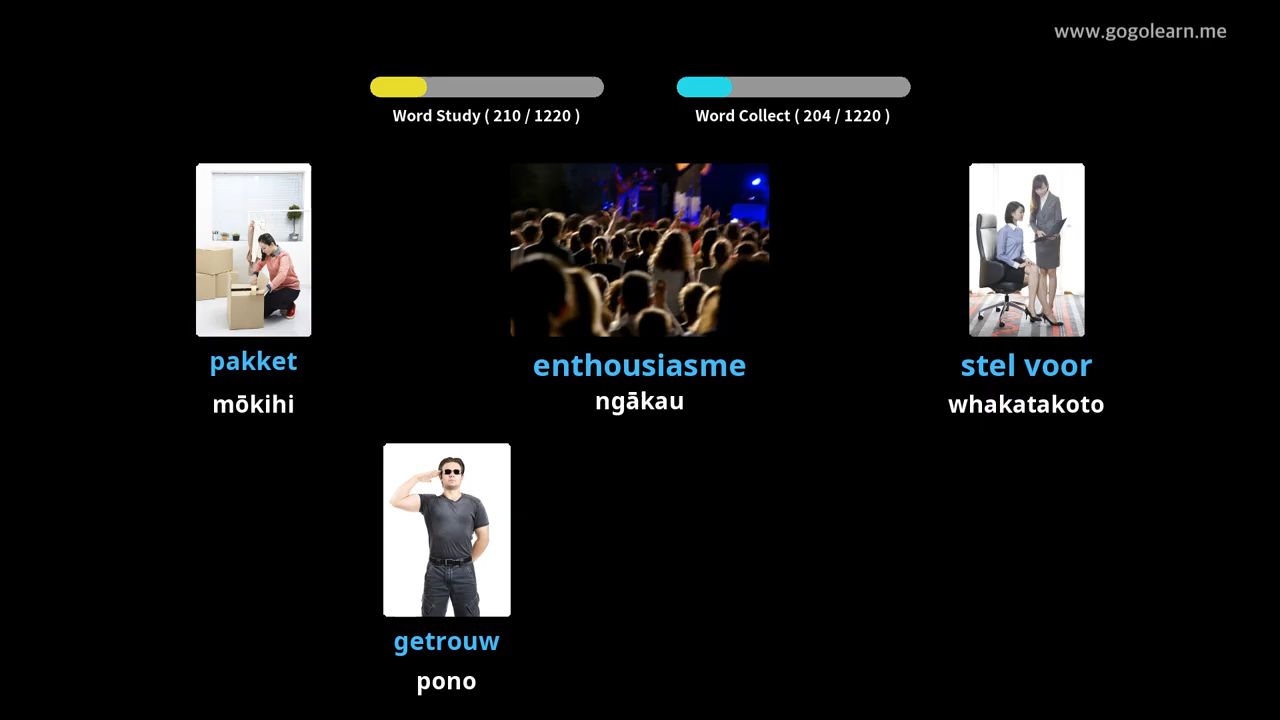 www.gogolearn.me
Word Study ( 210 / 1220 )
Word Collect ( 204 / 1220 )
pakket
mōkihi
enthousiasme
ngākau
stel voor
whakatakoto
getrouw
pono